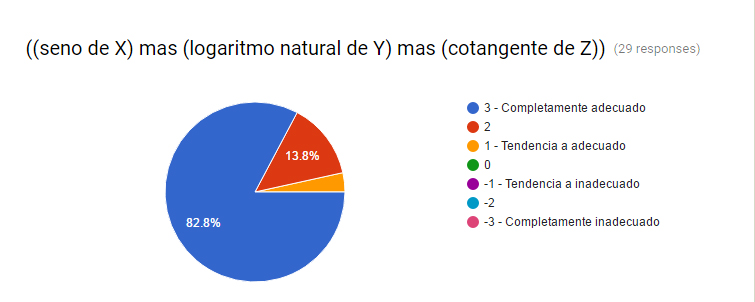 ((seno de X) mas (logaritmo natural de Y) mas (cotangente de Z)) (29 responses)
3 - Completamente adecuado
2
1 - Tendencia a adecuado
0
-1 - Tendencia a inadecuado
-2
-3 - Completamente inadecuado
13.8%
82.8%